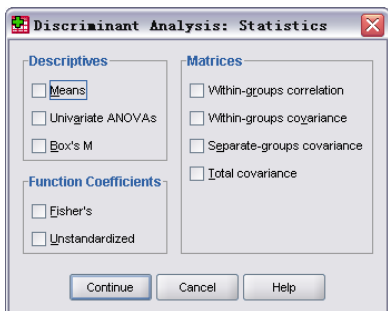 Discriminant Analysis: Statistics
Descriptives
Means
Univariate ANOVAs
Box's M
Function Coefficients
Fisher's
Unstandardized
Matrices
Within-groups correlation
Within-groups covariance
Separate-groups covariance
Total covariance
Continue
Cancel
Help